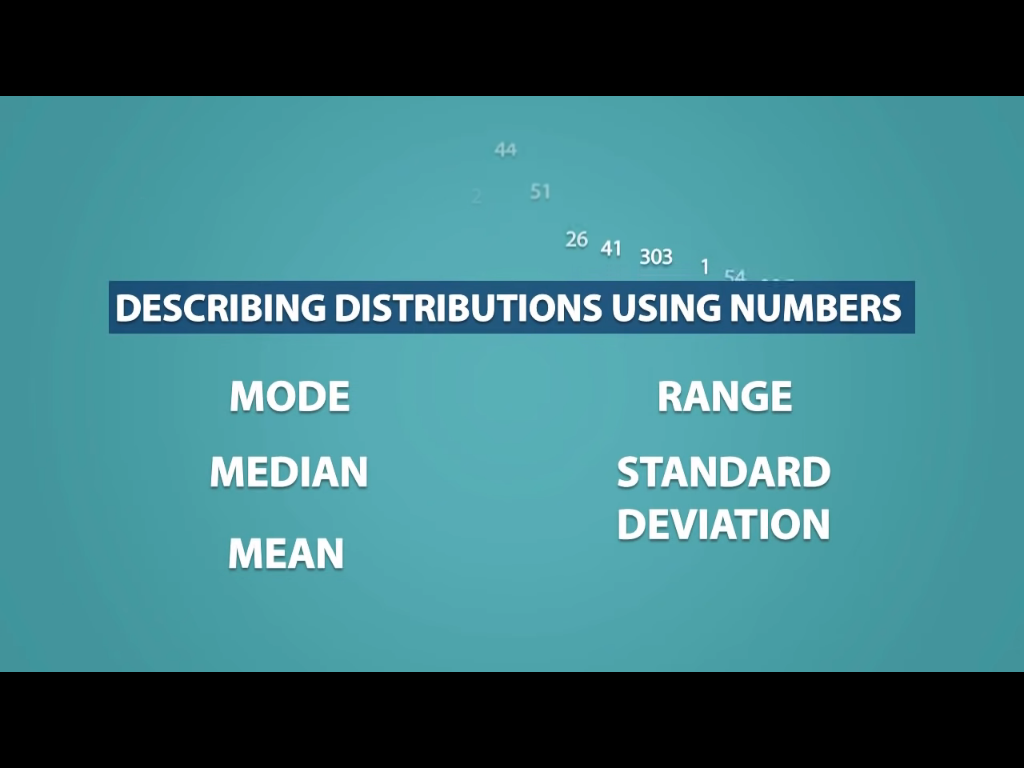 44
2
51
26
41
303
1
54
DESCRIBING DISTRIBUTIONS USING NUMBERS
MODE
MEDIAN
MEAN
RANGE
STANDARD
DEVIATION